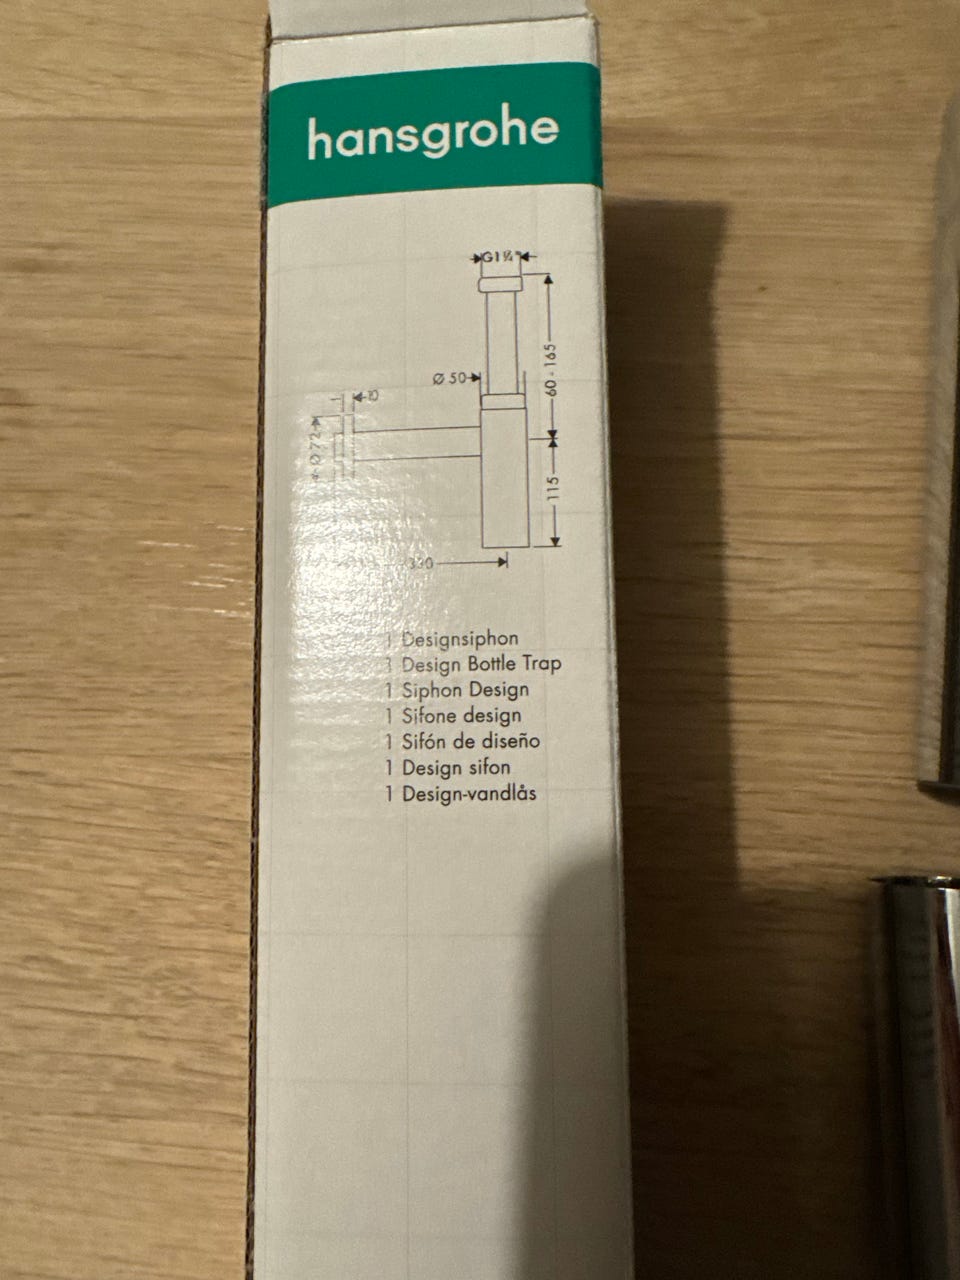 hansgrohe
G1¼"
60-165
Ø 50
10
Ø 72
115
330
1 Designsiphon
1 Design Bottle Trap
1 Siphon Design
1 Sifone design
1 Sifón de diseño
1 Design sifon
1 Design-vandlås